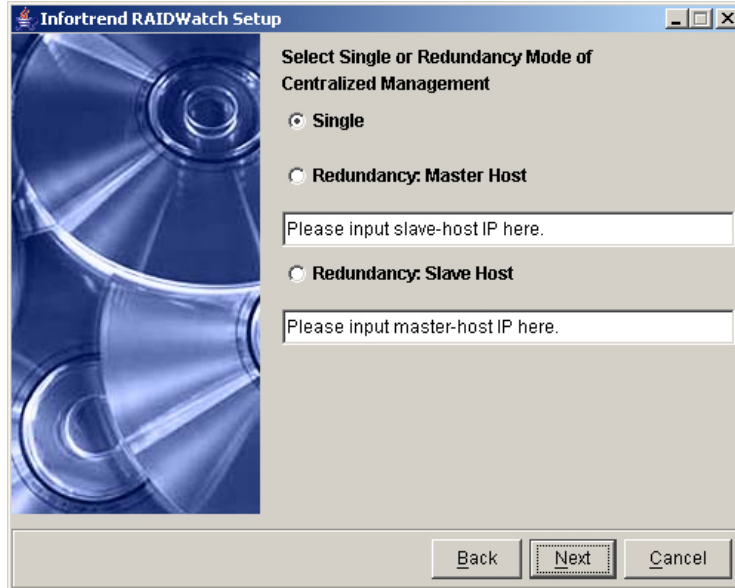 Infortrend RAIDWatch Setup
Select Single or Redundancy Mode of
Centralized Management
Single
Redundancy: Master Host
Please input slave-host IP here.
Redundancy: Slave Host
Please input master-host IP here.
Back
Next
Cancel